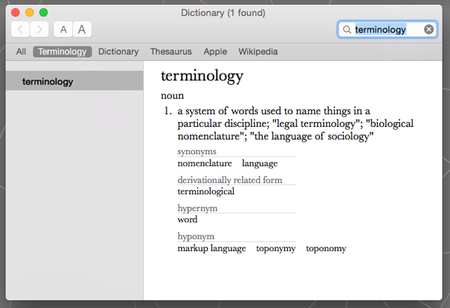 Dictionary (1 found)
A A
terminology
All Terminology Dictionary Thesaurus Apple Wikipedia
terminology
terminology
noun
1. a system of words used to name things in a
particular discipline; "legal terminology"; "biological
nomenclature"; "the language of sociology"
synonyms
nomenclature language
derivationally related form
terminological
hypernym
word
hyponym
markup language toponymy toponomy